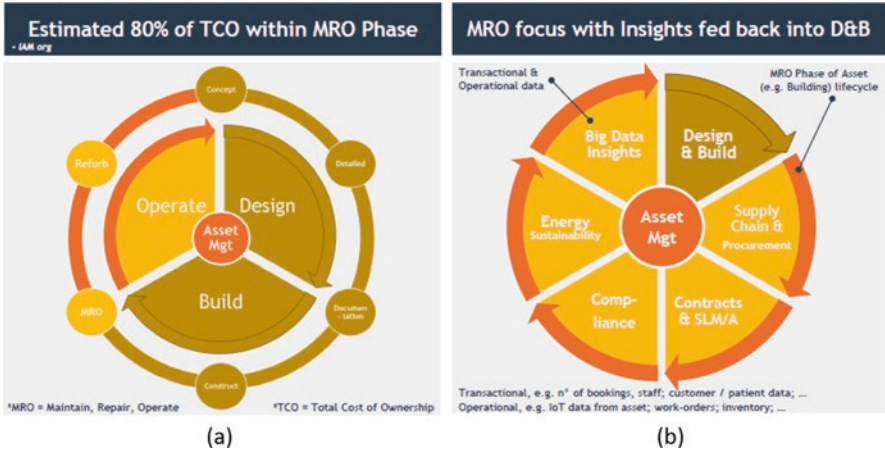 Estimated 80% of TCO within MRO Phase
- IAM org
Concept
Refurb
Detailed
Operate
Design
Asset
Mgt
Build
MRO
Documen
- tation
Construct
*MRO = Maintain, Repair, Operate
*TCO = Total Cost of Ownership
(a)
MRO focus with Insights fed back into D&B
Transactional &
Operational data
MRO Phase of Asset
(e.g. Building) lifecycle
Big Data
Insights
Design
& Build
Energy
Sustainability
Asset
Mgt
Supply
Chain &
Procurement
Comp-
liance
Contracts
& SLM/A
Transactional, e.g. n° of bookings, staff; customer / patient data; ...
Operational, e.g. IoT data from asset; work-orders; inventory; ...
(b)